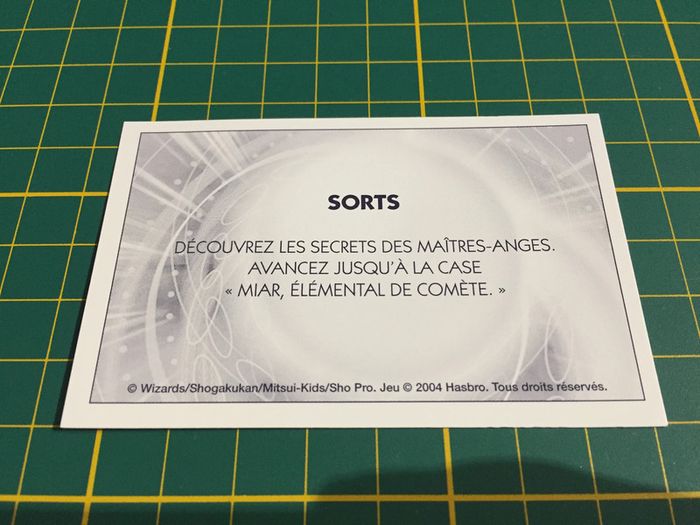 SORTS
DÉCOUVREZ LES SECRETS DES MAÎTRES-ANGES.
AVANCEZ JUSQU'À LA CASE
« MIAR, ÉLÉMENTAL DE COMÈTE. »
© Wizards/Shogakukan/Mitsui-Kids/Sho Pro. Jeu © 2004 Hasbro. Tous droits réservés.